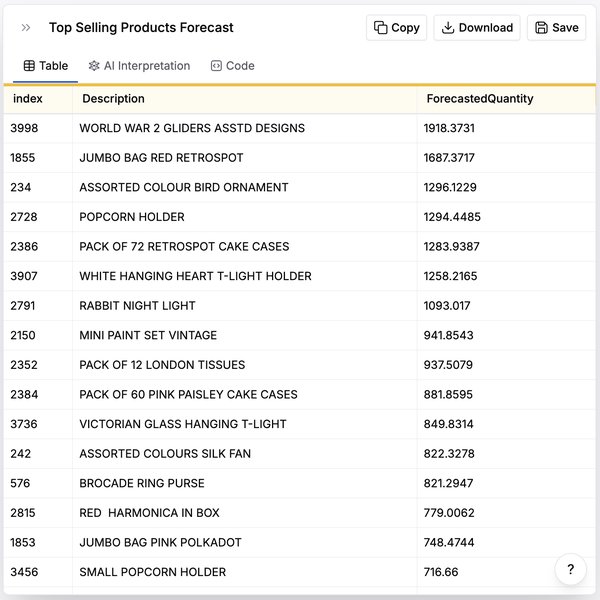 Top Selling Products Forecast Copy Download Save
Table AI Interpretation Code
index Description ForecastedQuantity
3998 WORLD WAR 2 GLIDERS ASSTD DESIGNS 1918.3731
1855 JUMBO BAG RED RETROSPOT 1687.3717
234 ASSORTED COLOUR BIRD ORNAMENT 1296.1229
2728 POPCORN HOLDER 1294.4485
2386 PACK OF 72 RETROSPOT CAKE CASES 1283.9387
3907 WHITE HANGING HEART T-LIGHT HOLDER 1258.2165
2791 RABBIT NIGHT LIGHT 1093.017
2150 MINI PAINT SET VINTAGE 941.8543
2352 PACK OF 12 LONDON TISSUES 937.5079
2384 PACK OF 60 PINK PAISLEY CAKE CASES 881.8595
3736 VICTORIAN GLASS HANGING T-LIGHT 849.8314
242 ASSORTED COLOURS SILK FAN 822.3278
576 BROCADE RING PURSE 821.2947
2815 RED  HARMONICA IN BOX 779.0062
1853 JUMBO BAG PINK POLKADOT 748.4744
3456 SMALL POPCORN HOLDER 716.66
?